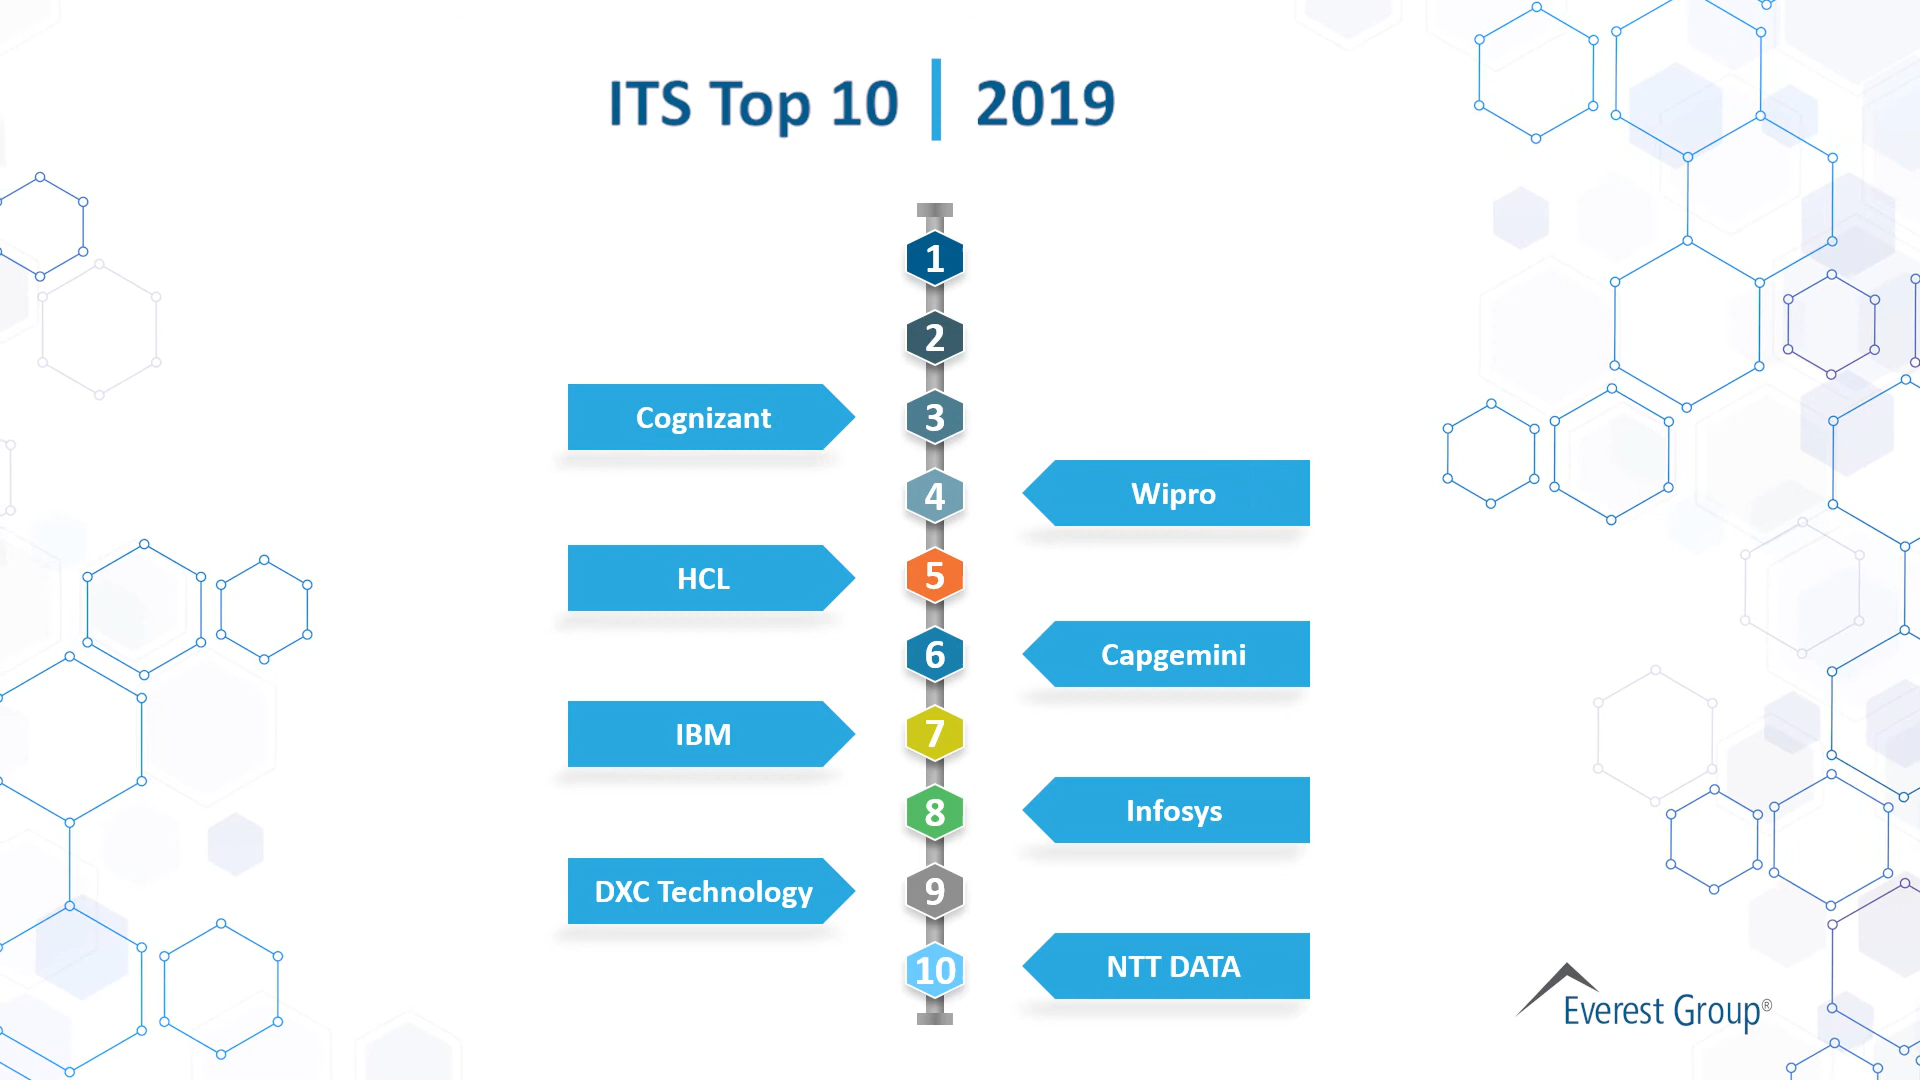 ITS Top 10 | 2019
1
2
Cognizant 3
4 Wipro
HCL 5
6 Capgemini
IBM 7
8 Infosys
DXC Technology 9
10 NTT DATA
Everest Group®